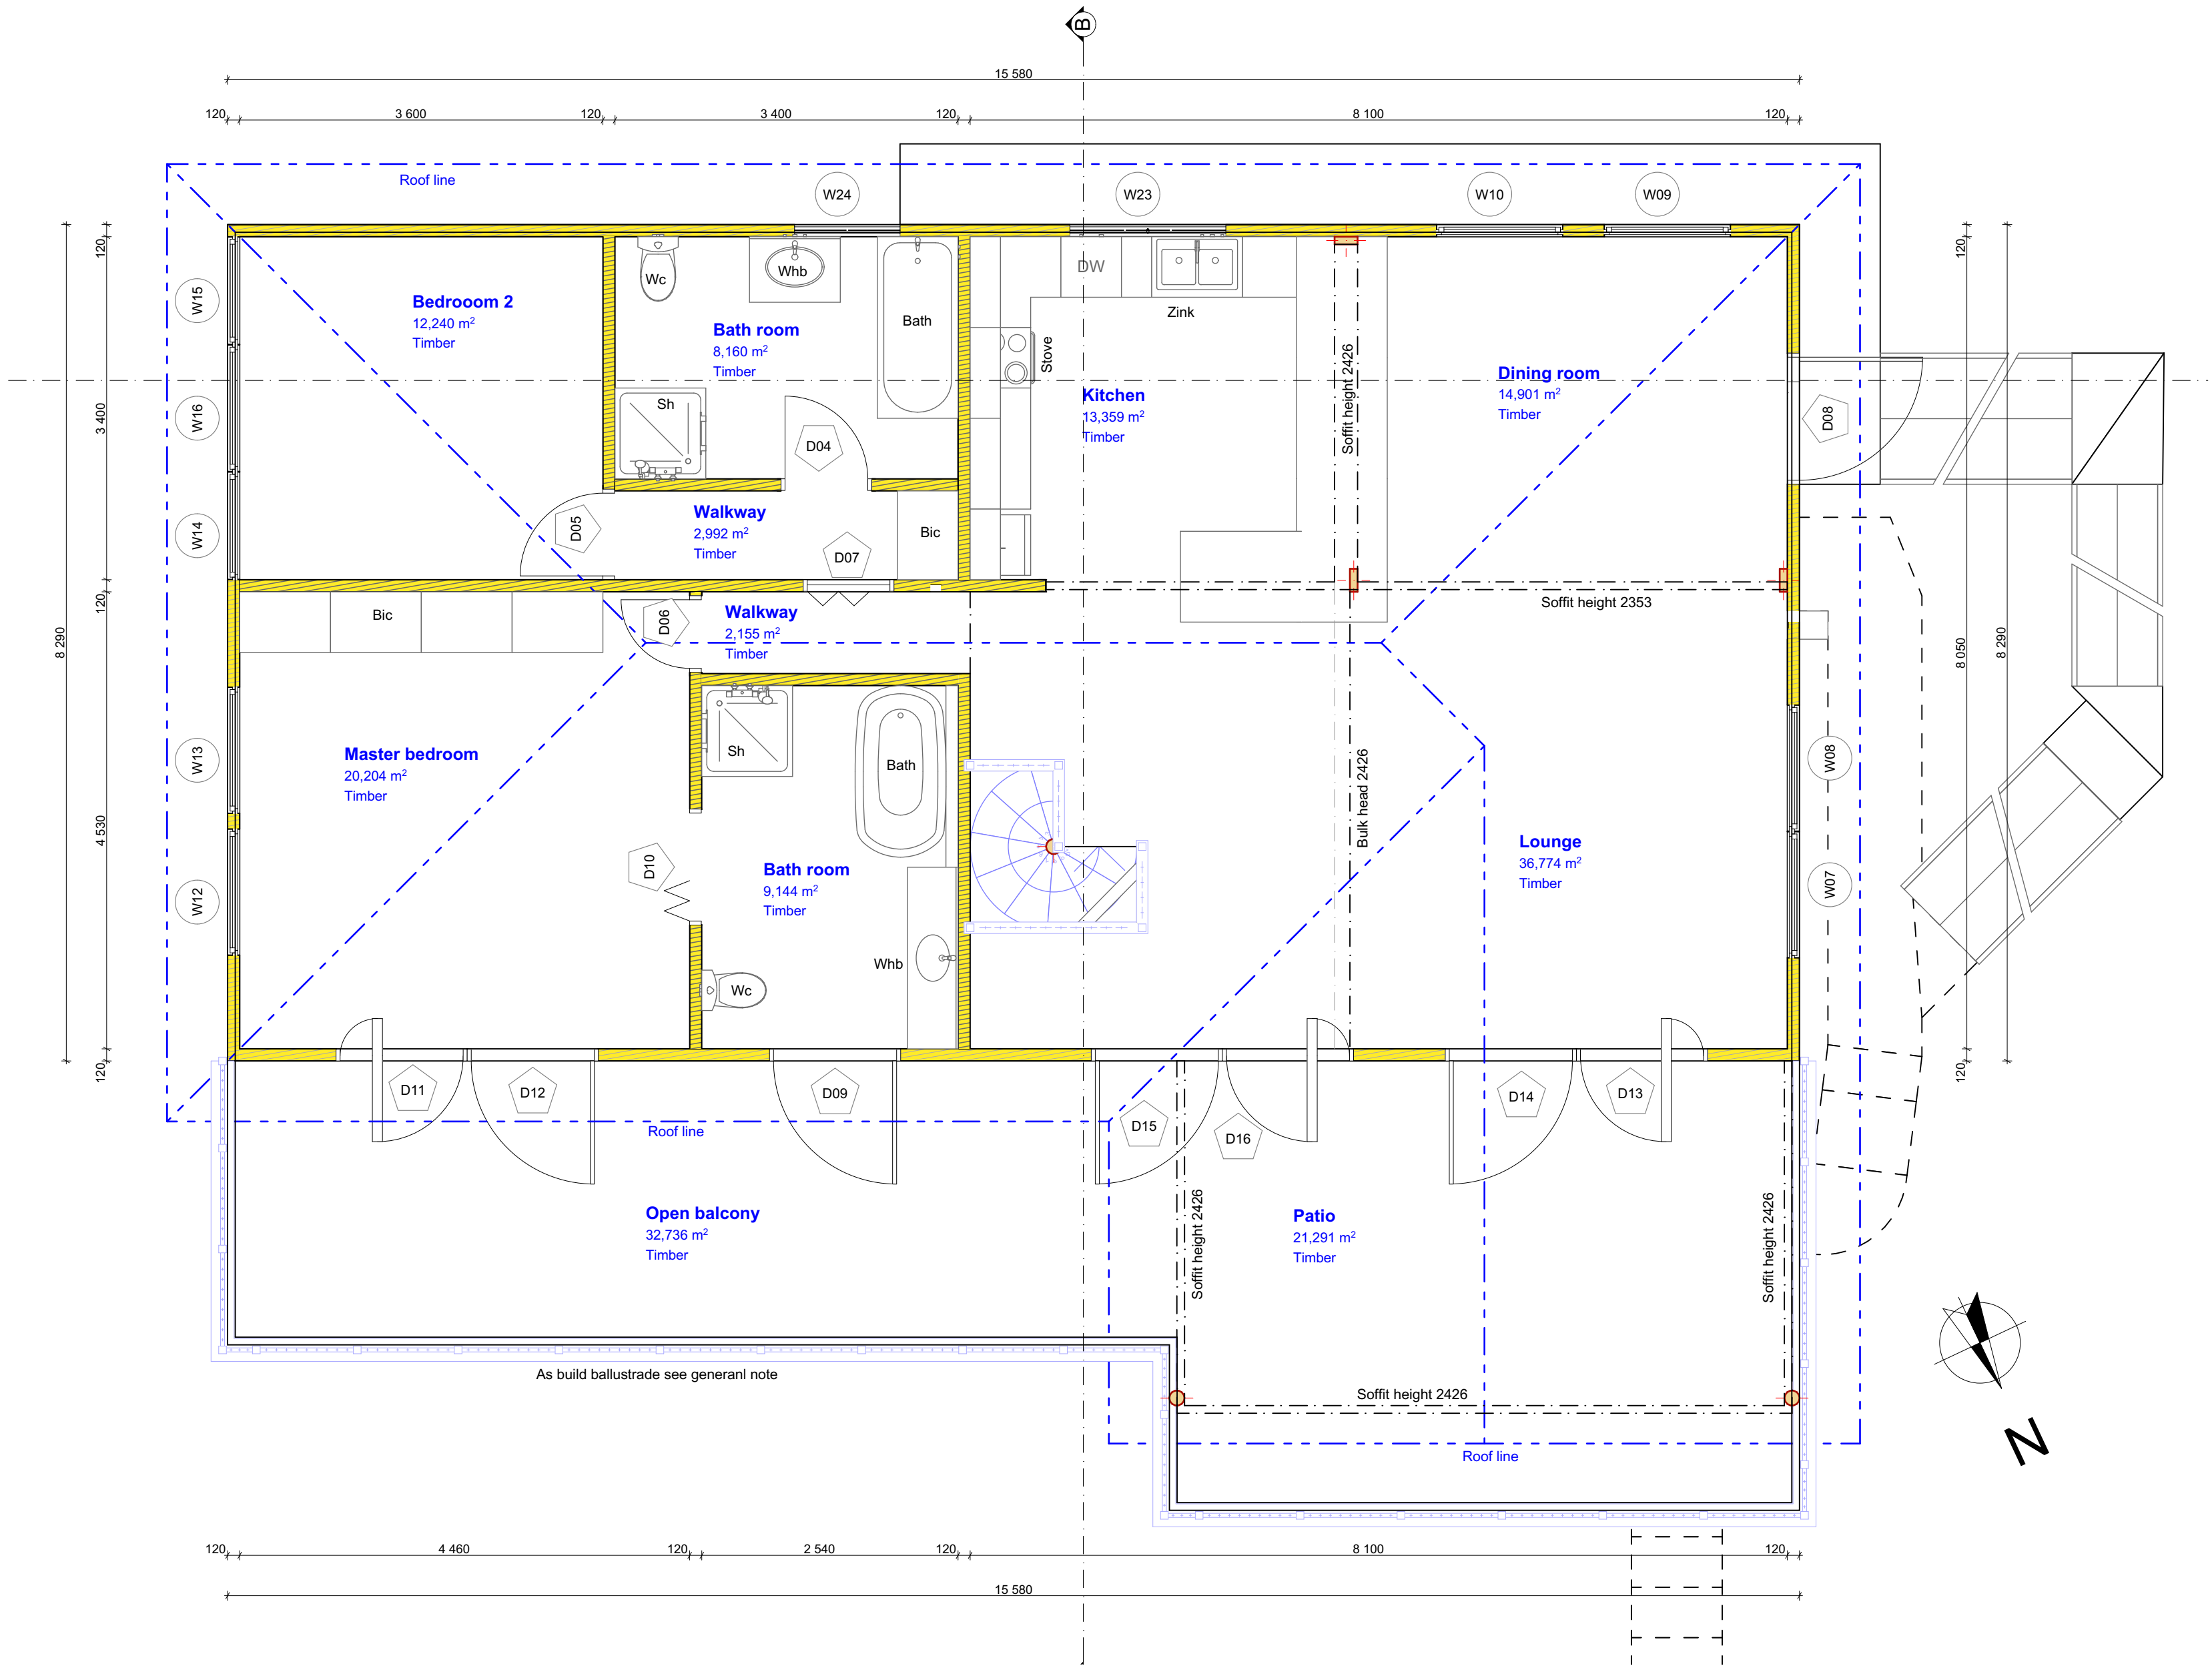 B
15 580
120 3 600 120 3 400 120 8 100 120
Roof line
W24 W23 W10 W09
120
120
W15
Bedrooom 2
12,240 m²
Timber
Wc
Whb
Bath room
8,160 m²
Timber
Bath
DW
Zink
Stove
Soffit height 2426
Kitchen
13,359 m²
Timber
Dining room
14,901 m²
Timber
D08
W16
3 400
Sh
D04
W14
D05
Walkway
2,992 m²
Timber
D07
Bic
120
Bic
D06
Walkway
2,155 m²
Timber
Soffit height 2353
8 290
8 050
8 290
W13
Master bedroom
20,204 m²
Timber
Sh
Bath
Bulk head 2426
W08
4 530
W12
D10
Bath room
9,144 m²
Timber
Lounge
36,774 m²
Timber
W07
Whb
Wc
120
120
D11 D12 D09 D15 D16 D14 D13
Roof line
Open balcony
32,736 m²
Timber
Soffit height 2426
Patio
21,291 m²
Timber
Soffit height 2426
As build ballustrade see generanl note
Soffit height 2426
Roof line
N
120 4 460 120 2 540 120 8 100 120
15 580